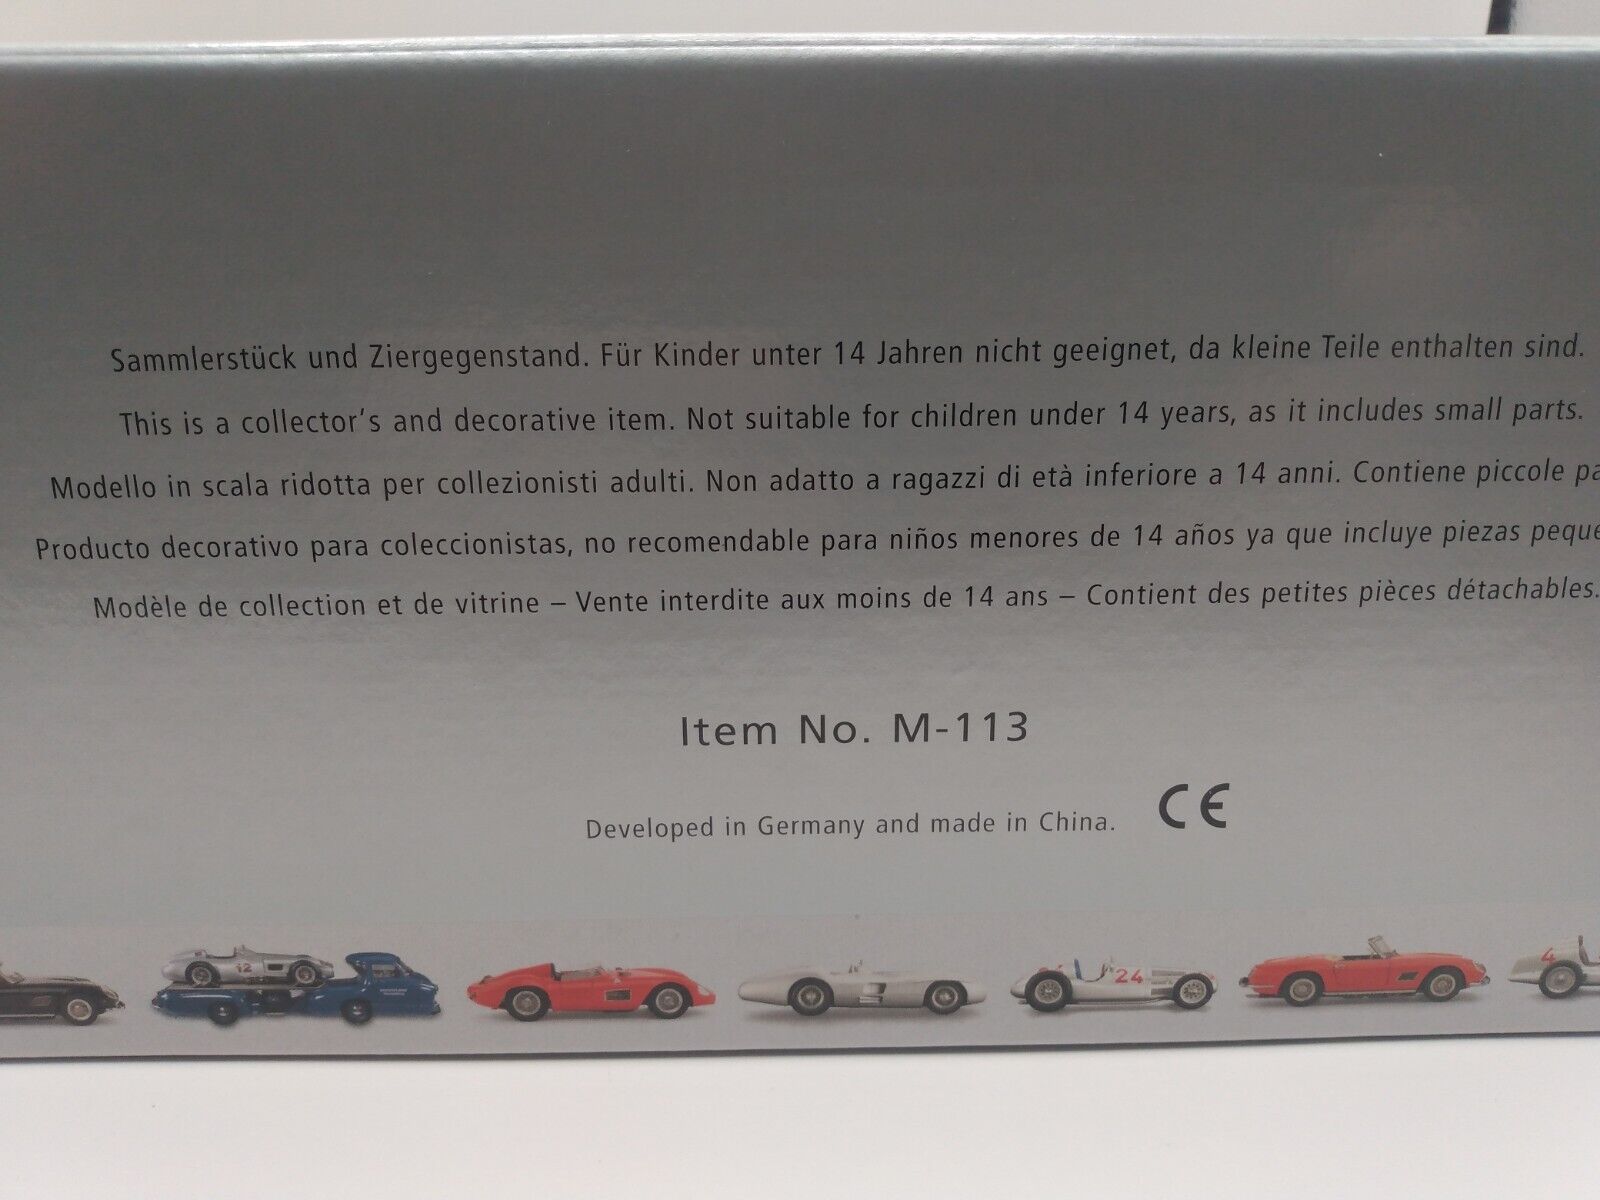 Sammlerstück und Ziergegenstand. Für Kinder unter 14 Jahren nicht geeignet, da kleine Teile enthalten sind.
This is a collector's and decorative item. Not suitable for children under 14 years, as it includes small parts.
Modello in scala ridotta per collezionisti adulti. Non adatto a ragazzi di età inferiore a 14 anni. Contiene piccole pa
Producto decorativo para coleccionistas, no recomendable para niños menores de 14 años ya que incluye piezas peque
Modèle de collection et de vitrine – Vente interdite aux moins de 14 ans – Contient des petites pièces détachables.
Item No. M-113
Developed in Germany and made in China. CE
12
24
4